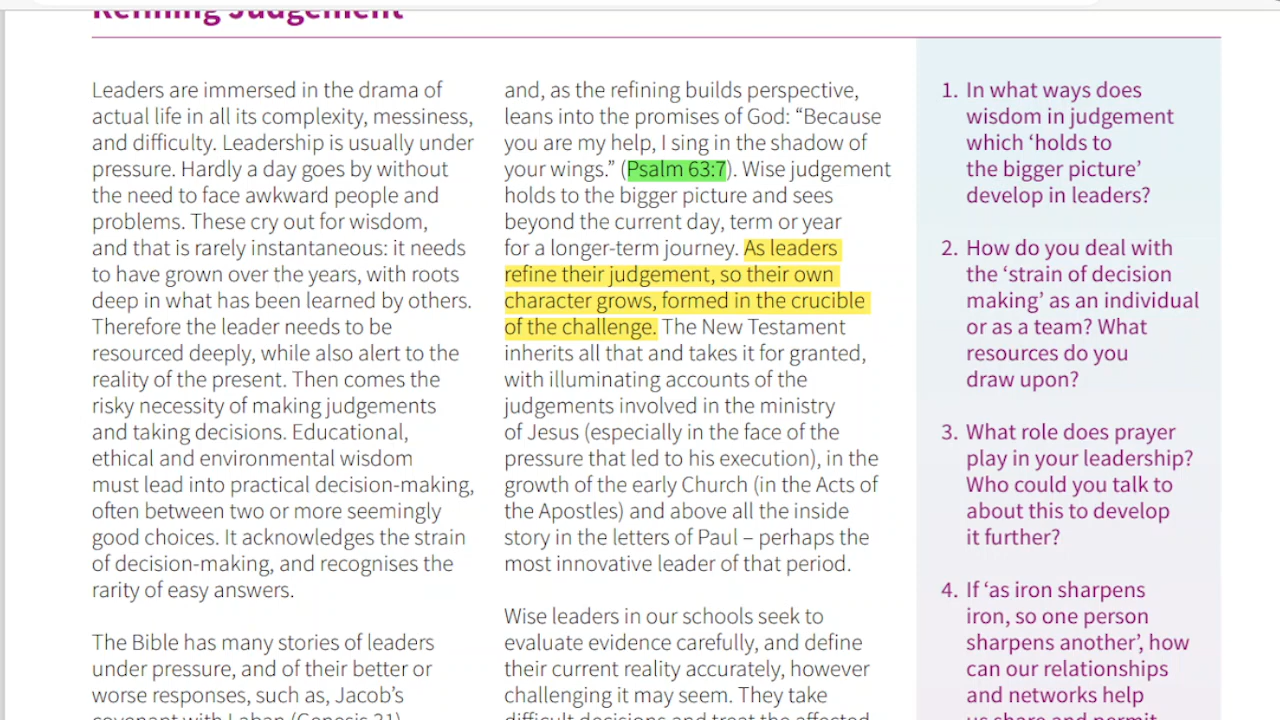 Refining Judgement
Leaders are immersed in the drama of
actual life in all its complexity, messiness,
and difficulty. Leadership is usually under
pressure. Hardly a day goes by without
the need to face awkward people and
problems. These cry out for wisdom,
and that is rarely instantaneous: it needs
to have grown over the years, with roots
deep in what has been learned by others.
Therefore the leader needs to be
resourced deeply, while also alert to the
reality of the present. Then comes the
risky necessity of making judgements
and taking decisions. Educational,
ethical and environmental wisdom
must lead into practical decision-making,
often between two or more seemingly
good choices. It acknowledges the strain
of decision-making, and recognises the
rarity of easy answers.
The Bible has many stories of leaders
under pressure, and of their better or
worse responses, such as, Jacob’s
covenant with Laban (Genesis 31)
and, as the refining builds perspective,
leans into the promises of God: “Because
you are my help, I sing in the shadow of
your wings.” (Psalm 63:7). Wise judgement
holds to the bigger picture and sees
beyond the current day, term or year
for a longer-term journey. As leaders
refine their judgement, so their own
character grows, formed in the crucible
of the challenge. The New Testament
inherits all that and takes it for granted,
with illuminating accounts of the
judgements involved in the ministry
of Jesus (especially in the face of the
pressure that led to his execution), in the
growth of the early Church (in the Acts of
the Apostles) and above all the inside
story in the letters of Paul – perhaps the
most innovative leader of that period.
Wise leaders in our schools seek to
evaluate evidence carefully, and define
their current reality accurately, however
challenging it may seem. They take
difficult decisions and treat the affected
1. In what ways does
wisdom in judgement
which ‘holds to
the bigger picture’
develop in leaders?
2. How do you deal with
the ‘strain of decision
making’ as an individual
or as a team? What
resources do you
draw upon?
3. What role does prayer
play in your leadership?
Who could you talk to
about this to develop
it further?
4. If ‘as iron sharpens
iron, so one person
sharpens another’, how
can our relationships
and networks help
us share and permit